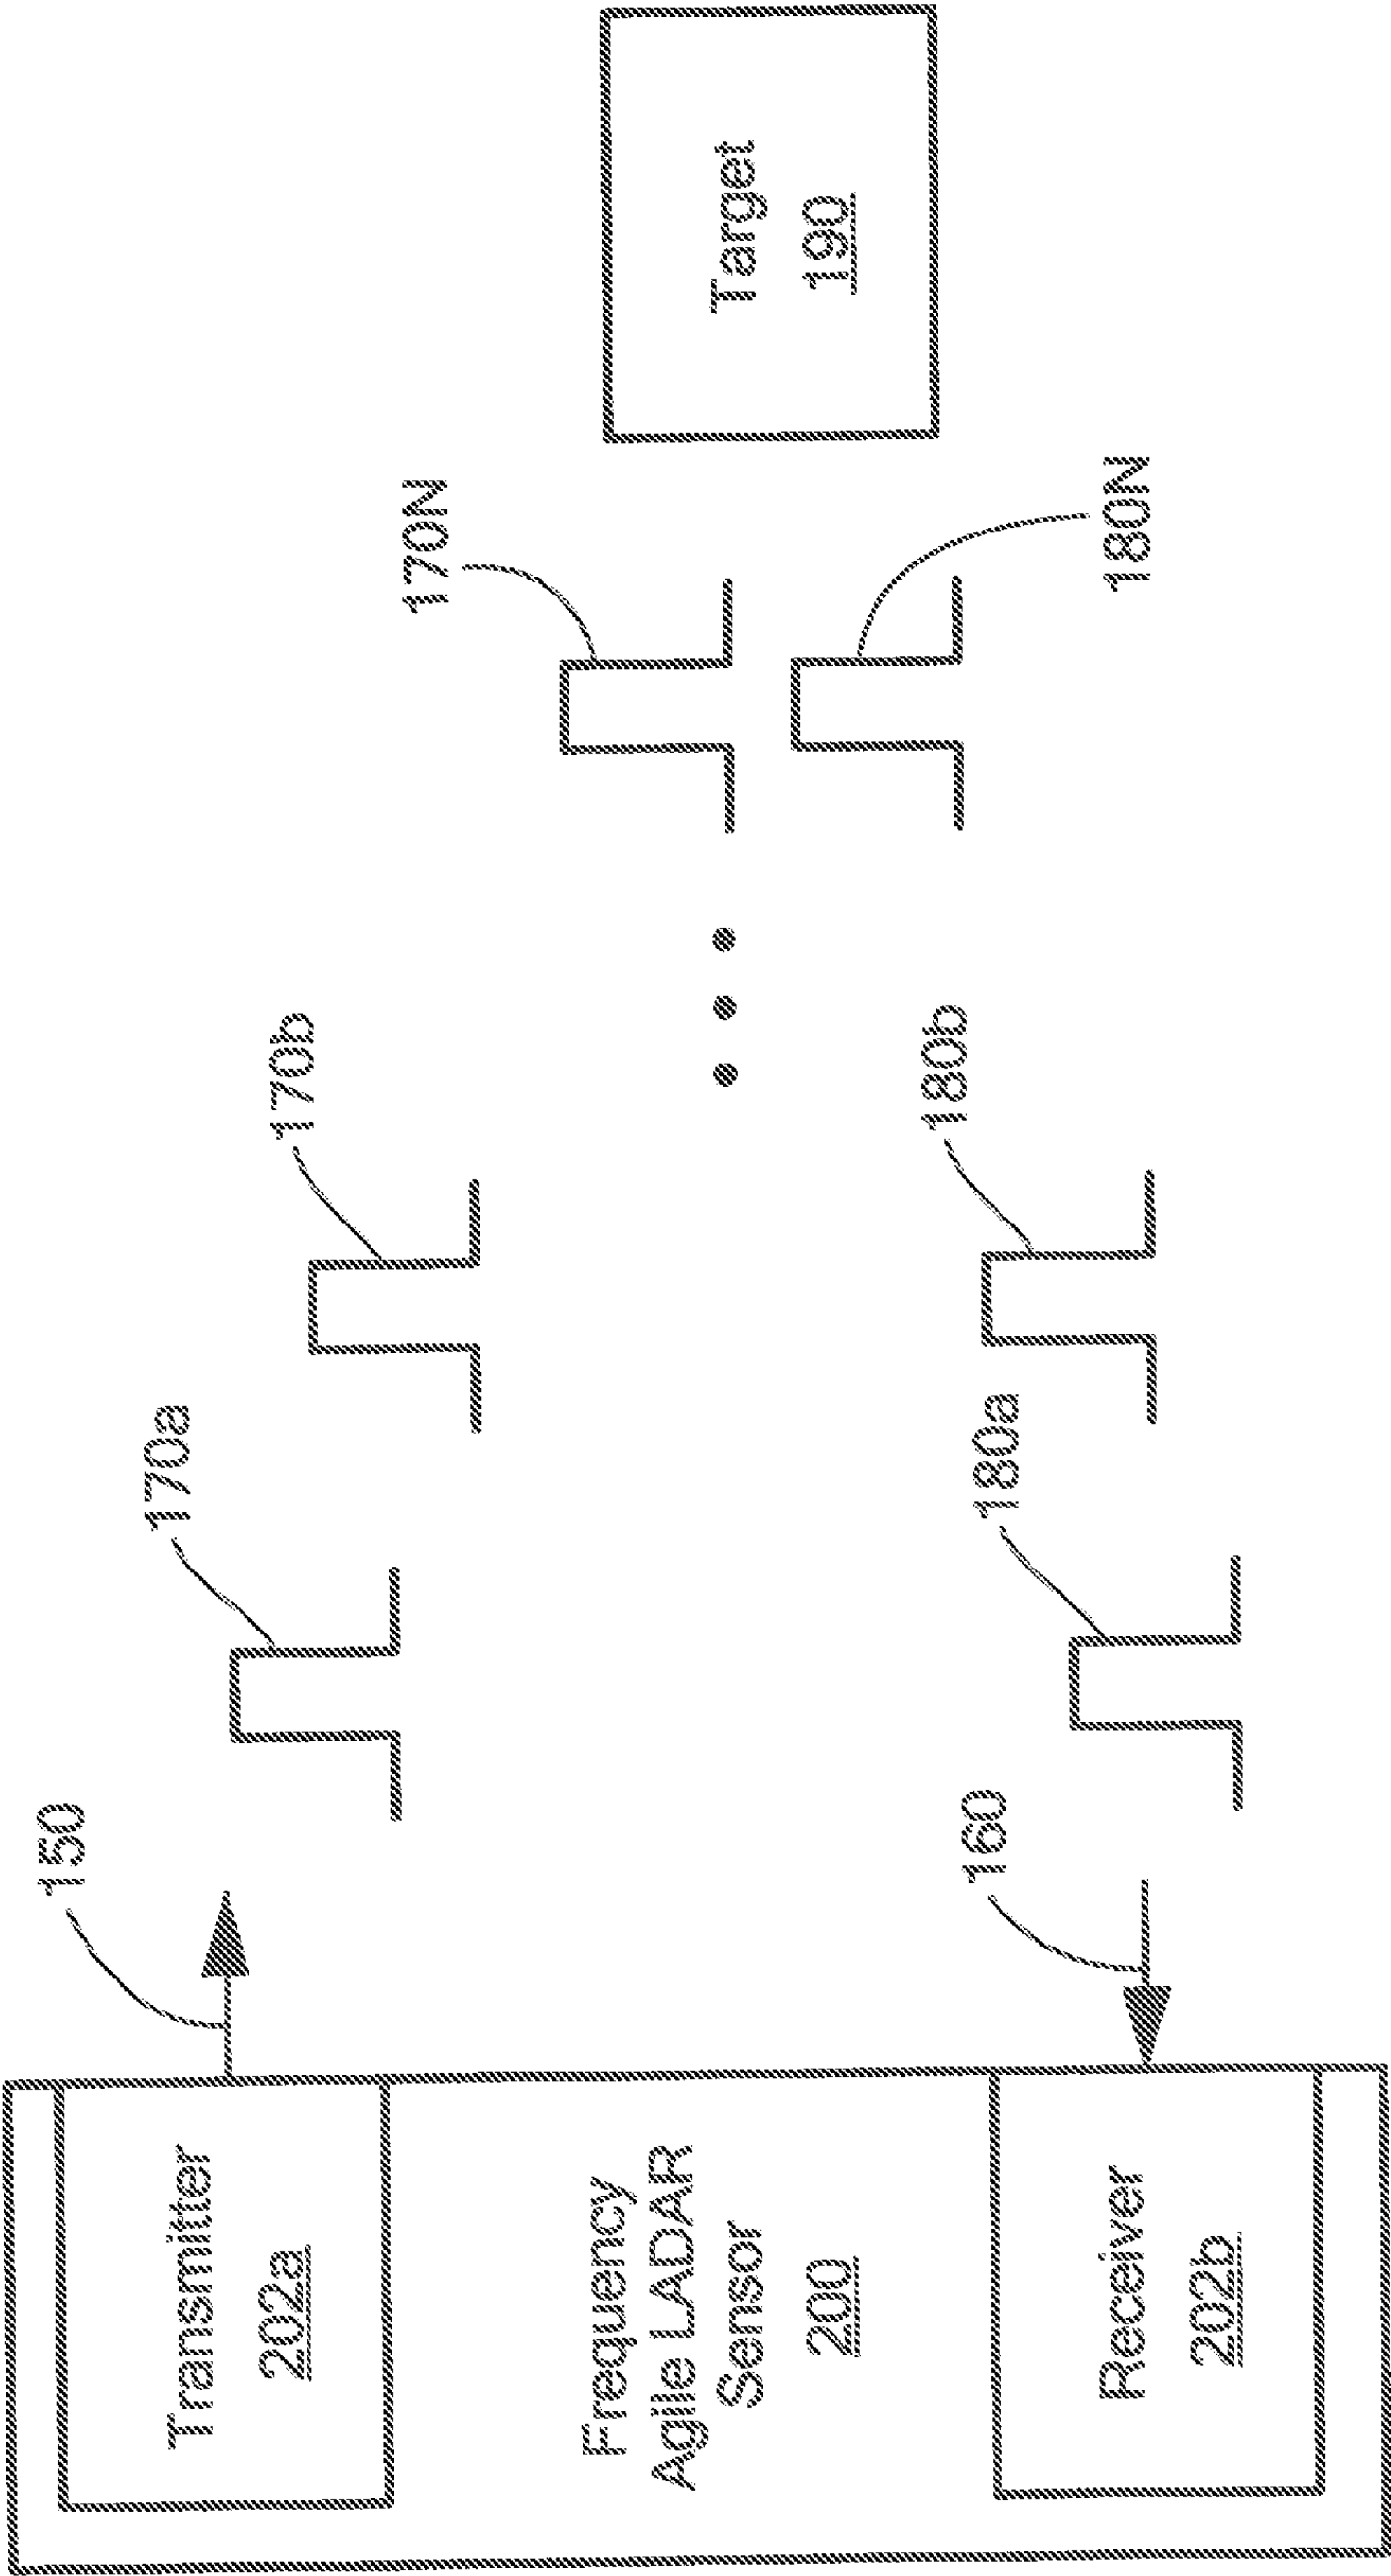 Transmitter
202a
150
170a
170b
170N
Frequency
Agile LADAR
Sensor
200
Target
190
Receiver
202b
160
180a
180b
180N